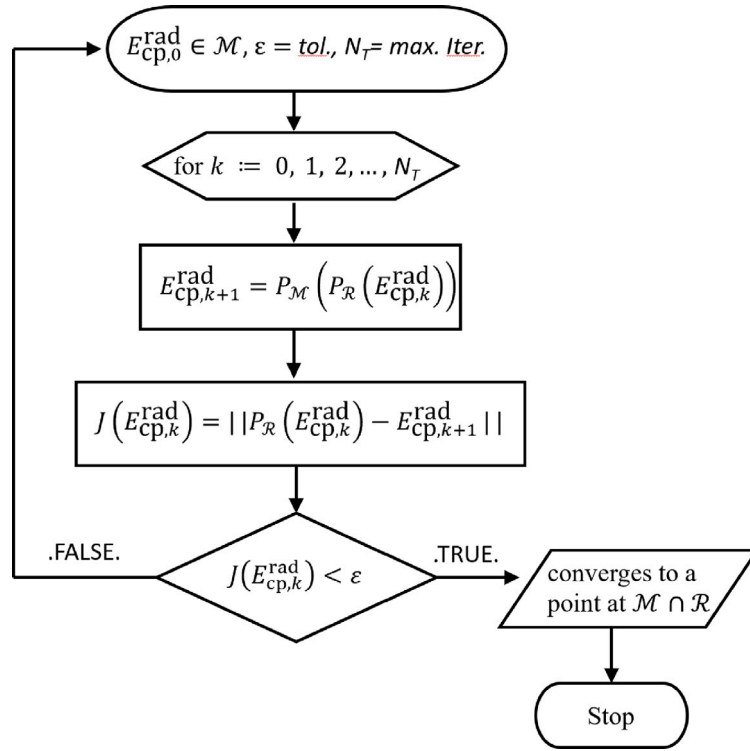 E^rad_cp,0 ∈ ℳ, ε = tol., N_T= max. Iter.
for k := 0, 1, 2, ..., N_T
E^rad_cp,k+1 = P_ℳ (P_ℛ (E^rad_cp,k))
J (E^rad_cp,k) = ||P_ℛ (E^rad_cp,k) − E^rad_cp,k+1 ||
.FALSE.
J(E^rad_cp,k) < ε
.TRUE.
converges to a
point at ℳ ∩ ℛ
Stop